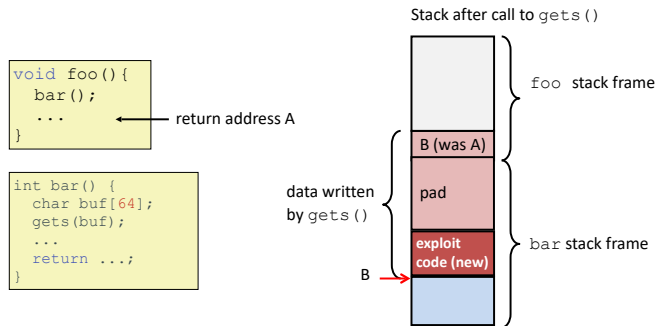 Stack after call to gets()
void foo(){
  bar();
  ...
}
return address A
int bar() {
  char buf[64];
  gets(buf);
  ...
  return ...;
}
foo stack frame
B (was A)
data written
by gets()
pad
exploit
code (new)
B
bar stack frame